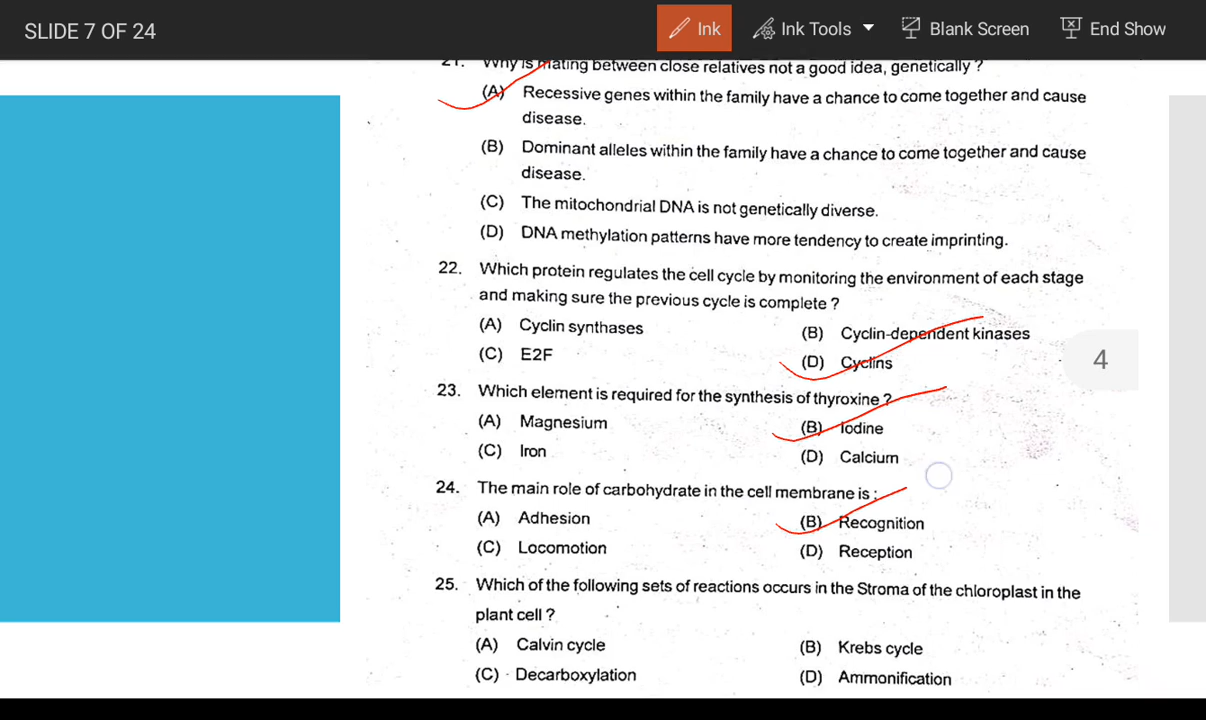 SLIDE 7 OF 24
Ink
Ink Tools
Blank Screen
End Show
21. Why is mating between close relatives not a good idea, genetically ?
(A) Recessive genes within the family have a chance to come together and cause
disease.
(B) Dominant alleles within the family have a chance to come together and cause
disease.
(C) The mitochondrial DNA is not genetically diverse.
(D) DNA methylation patterns have more tendency to create imprinting.
22. Which protein regulates the cell cycle by monitoring the environment of each stage
and making sure the previous cycle is complete ?
(A) Cyclin synthases
(B) Cyclin-dependent kinases
(C) E2F
(D) Cyclins
4
23. Which element is required for the synthesis of thyroxine ?
(A) Magnesium
(B) Iodine
(C) Iron
(D) Calcium
24. The main role of carbohydrate in the cell membrane is :
(A) Adhesion
(B) Recognition
(C) Locomotion
(D) Reception
25. Which of the following sets of reactions occurs in the Stroma of the chloroplast in the
plant cell ?
(A) Calvin cycle
(B) Krebs cycle
(C) Decarboxylation
(D) Ammonification